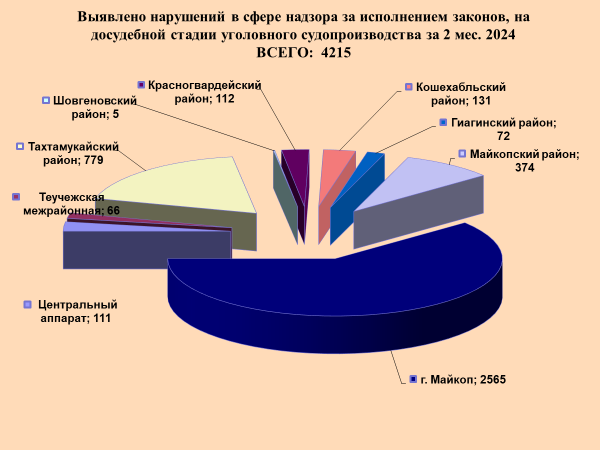 Выявлено нарушений в сфере надзора за исполнением законов, на
досудебной стадии уголовного судопроизводства за 2 мес. 2024
ВСЕГО: 4215
Красногвардейский
район; 112
Кошехабльский
район; 131
Шовгеновский
район; 5
Гиагинский район;
72
Тахтамукайский
район; 779
Майкопский район;
374
Теучежская
межрайонная; 66
Центральный
аппарат; 111
г. Майкоп; 2565